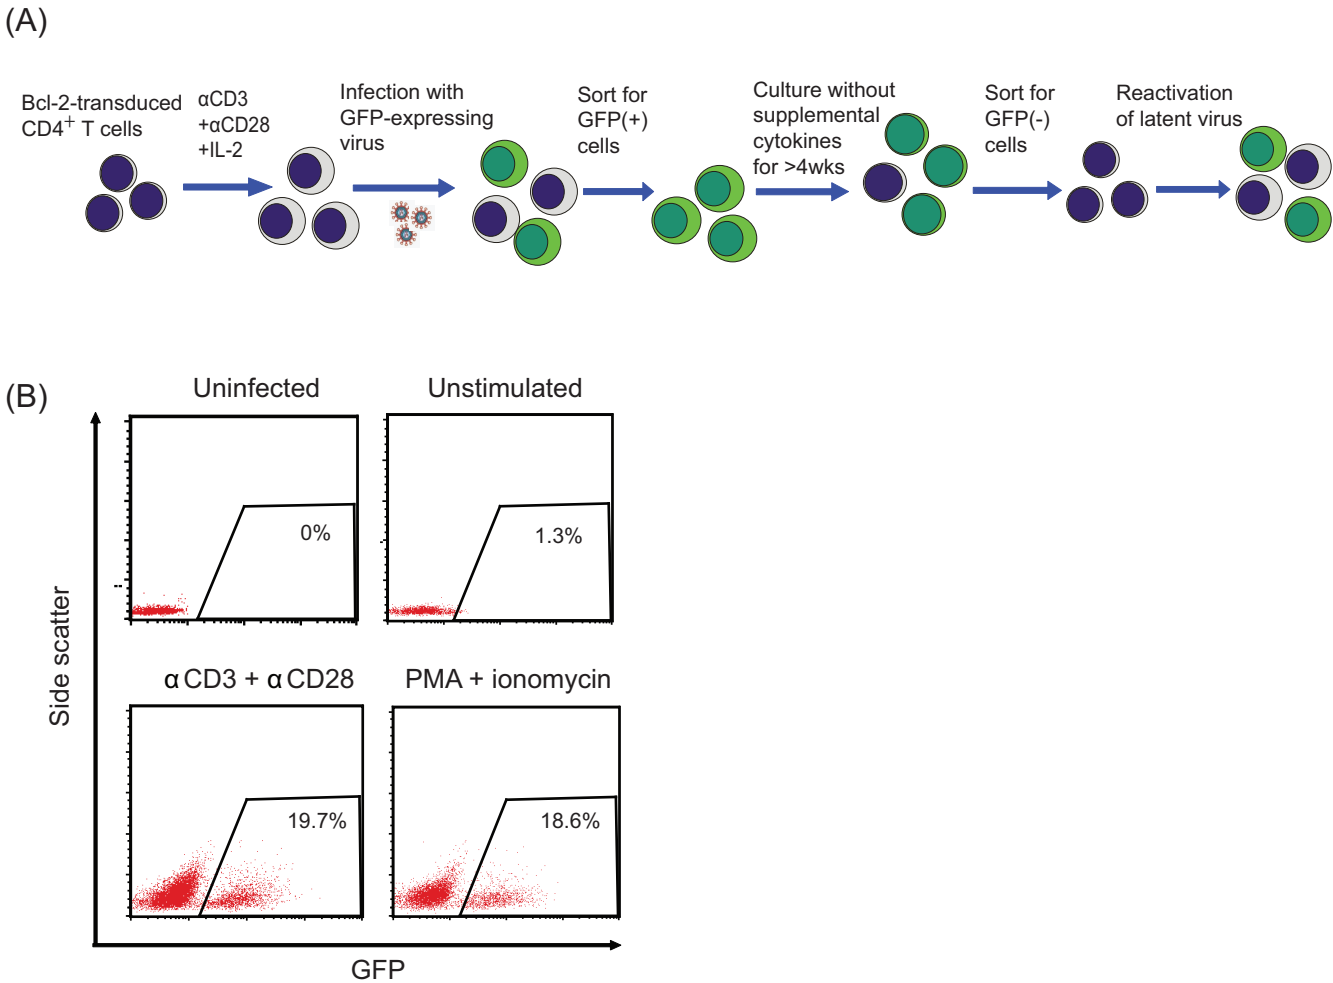 (A)
Bcl-2-transduced
CD4+ T cells
αCD3
+αCD28
+IL-2
Infection with
GFP-expressing
virus
Sort for
GFP(+)
cells
Culture without
supplemental
cytokines
for >4wks
Sort for
GFP(-)
cells
Reactivation
of latent virus
(B)
Uninfected
Unstimulated
0%
1.3%
α CD3 + α CD28
PMA + ionomycin
19.7%
18.6%
Side scatter
GFP